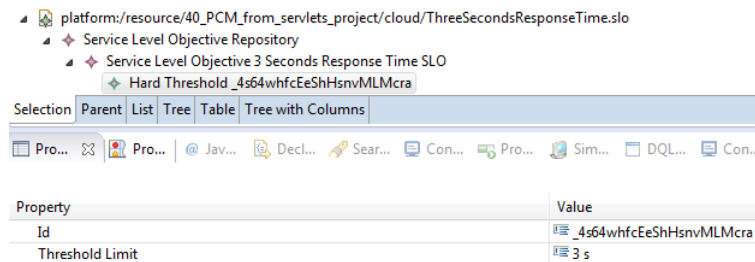 platform:/resource/40_PCM_from_servlets_project/cloud/ThreeSecondsResponseTime.slo
Service Level Objective Repository
Service Level Objective 3 Seconds Response Time SLO
Hard Threshold _4s64whfcEeShHsnvMLMcra
Selection Parent List Tree Table Tree with Columns
Pro... Pro... @ Jav... Decl... Sear... Con... Pro... Sim... DQL... Con...
Property Value
Id _4s64whfcEeShHsnvMLMcra
Threshold Limit 3 s